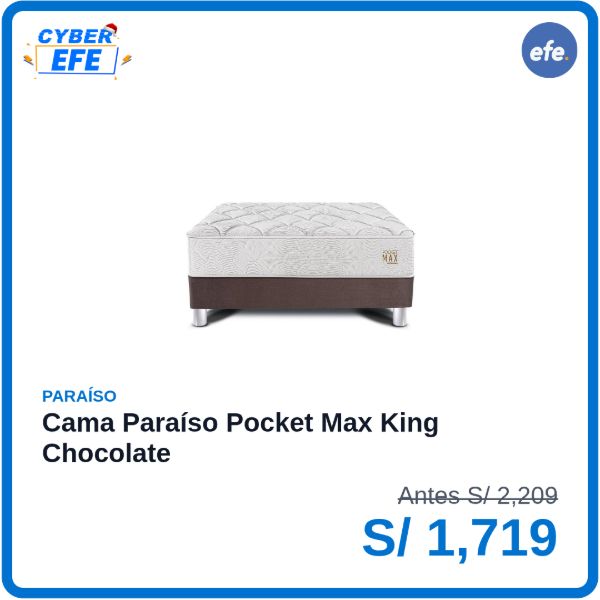 CYBER
EFE
efe.
MAX
PARAÍSO
Cama Paraíso Pocket Max King
Chocolate
Antes S/ 2,209
S/ 1,719